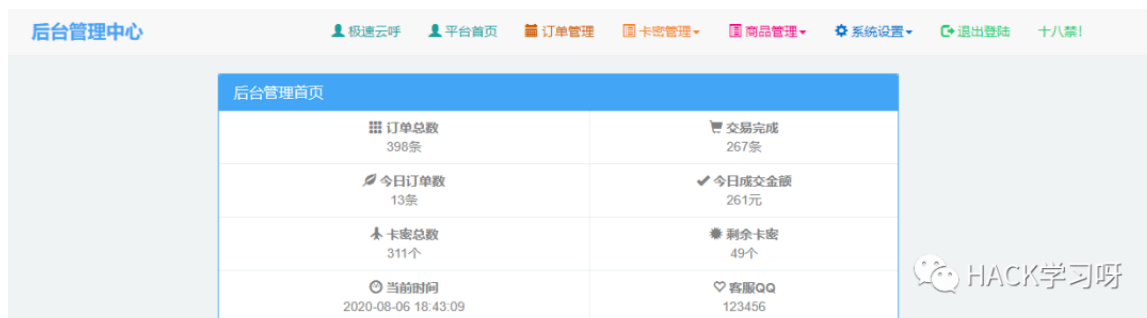 后台管理中心 极速云呼 平台首页 订单管理 卡密管理 商品管理 系统设置 退出登陆 十八禁!
后台管理首页
订单总数 交易完成
398条 267条
今日订单数 今日成交金额
13条 261元
卡密总数 剩余卡密
311个 49个
当前时间 客服QQ
2020-08-06 18:43:09 123456
HACK学习呀